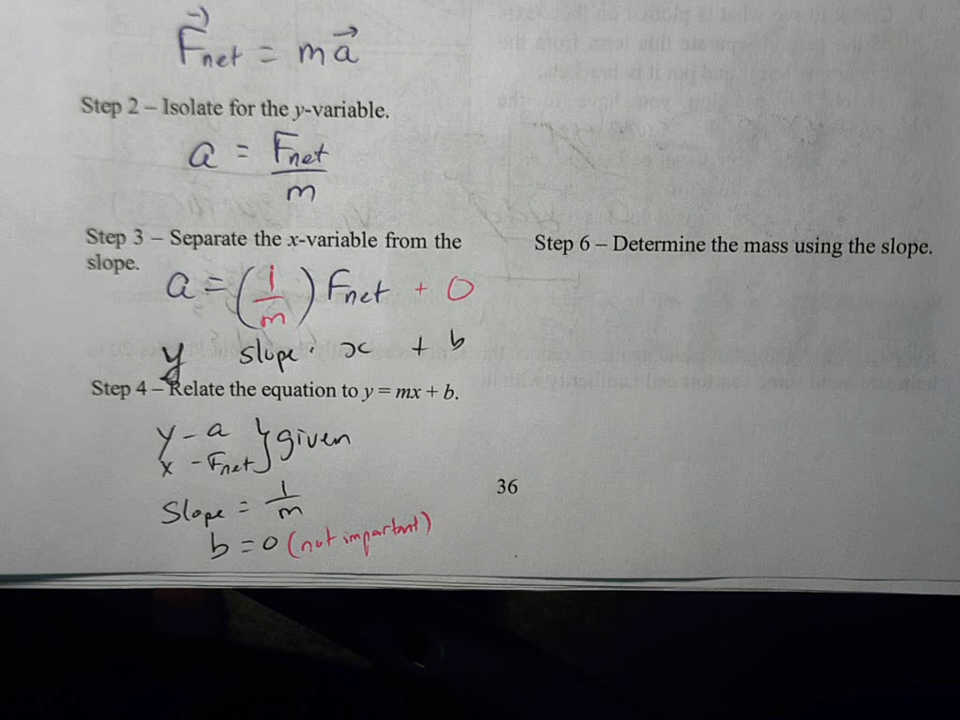 F⃗net = ma⃗
Step 2 – Isolate for the y-variable.
a = Fnet/m
Step 3 – Separate the x-variable from the
slope.
a = (1/m) Fnet + 0
y slope · x + b
Step 4 – Relate the equation to y = mx + b.
y - a } given
x - Fnet
Slope = 1/m
b = 0 (not important)
Step 6 – Determine the mass using the slope.
36